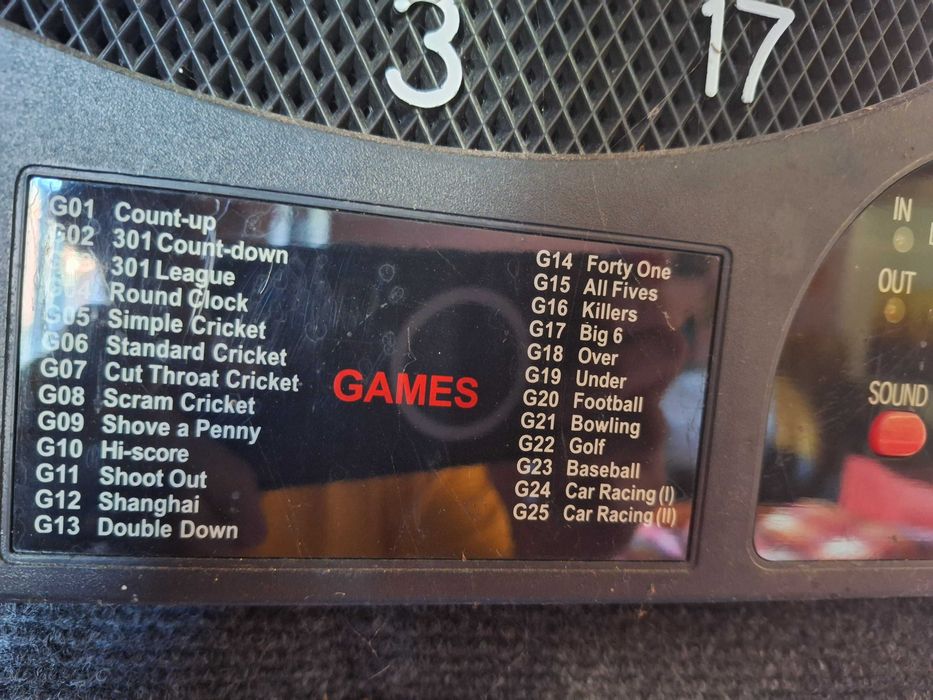 3
17
G01 Count-up
G02 301 Count-down
301 League
Round Clock
G05 Simple Cricket
G06 Standard Cricket
G07 Cut Throat Cricket
G08 Scram Cricket
G09 Shove a Penny
G10 Hi-score
G11 Shoot Out
G12 Shanghai
G13 Double Down
GAMES
G14 Forty One
G15 All Fives
G16 Killers
G17 Big 6
G18 Over
G19 Under
G20 Football
G21 Bowling
G22 Golf
G23 Baseball
G24 Car Racing (I)
G25 Car Racing (II)
IN
OUT
SOUND